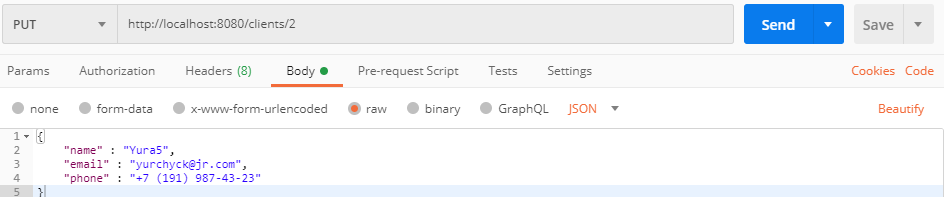 PUT http://localhost:8080/clients/2 Send Save
Params Authorization Headers (8) Body Pre-request Script Tests Settings Cookies Code
none form-data x-www-form-urlencoded raw binary GraphQL JSON Beautify
1 {
2 "name" : "Yura5",
3 "email" : "yurchyck@jr.com",
4 "phone" : "+7 (191) 987-43-23"
5 }